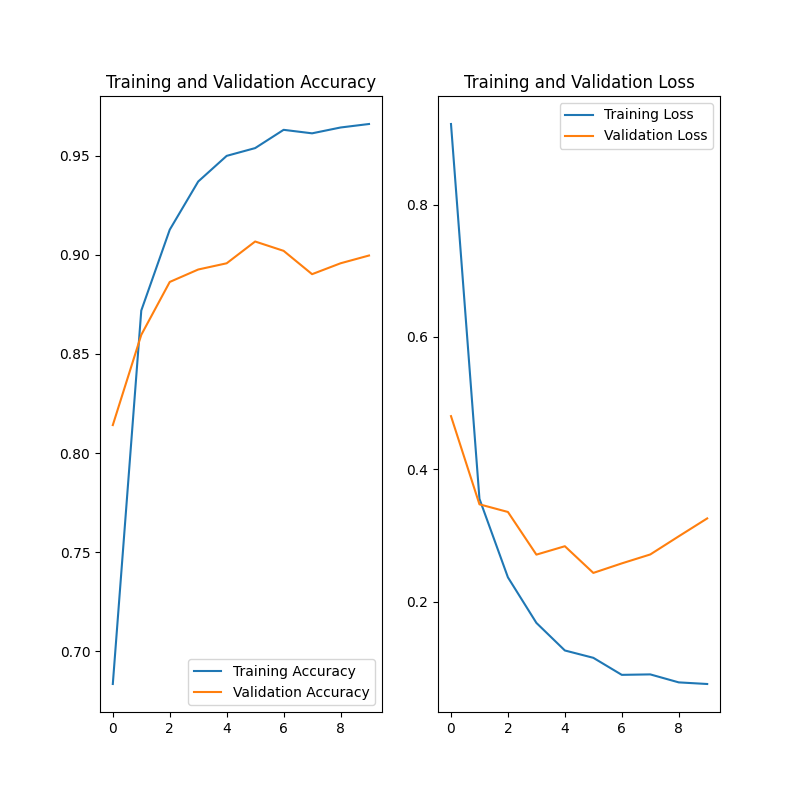 Training and Validation Accuracy
0.95
0.90
0.85
0.80
0.75
0.70
Training Accuracy
Validation Accuracy
0 2 4 6 8
Training and Validation Loss
Training Loss
Validation Loss
0.8
0.6
0.4
0.2
0 2 4 6 8